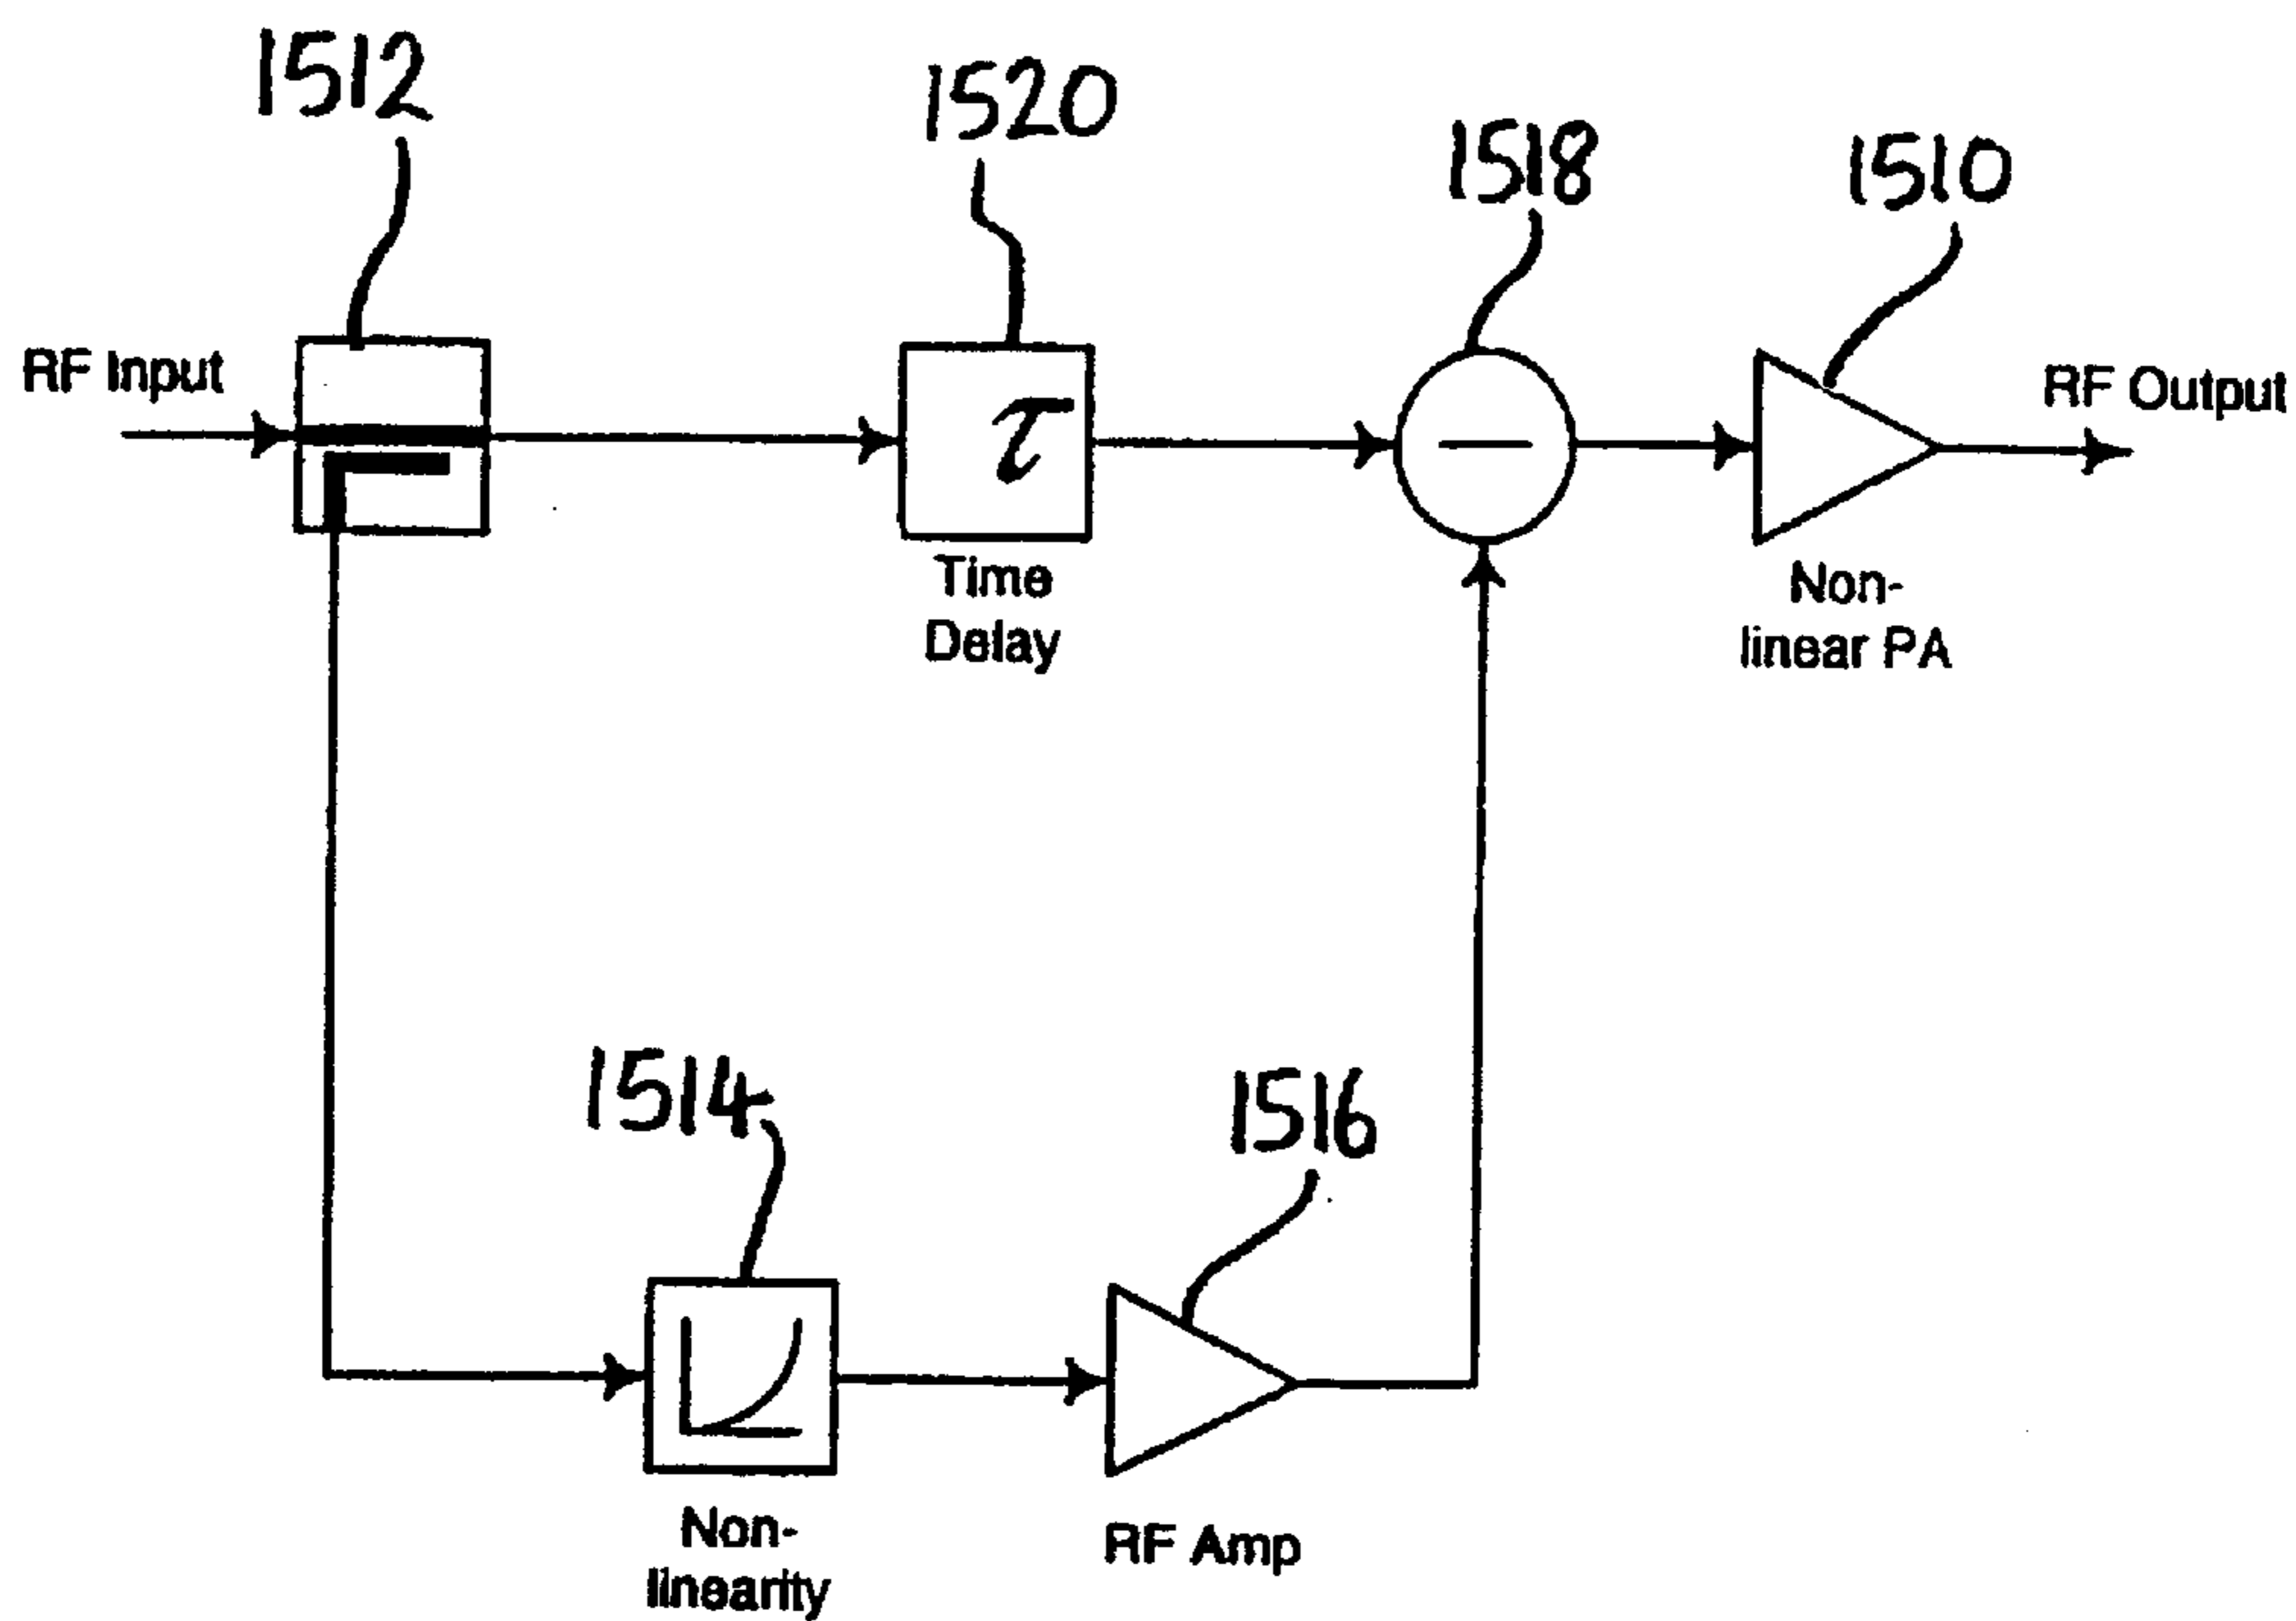 1512
1520
1518
1510
RF Input
RF Output
τ
Time
Delay
Non-
linear PA
1514
1516
Non-
linearity
RF Amp